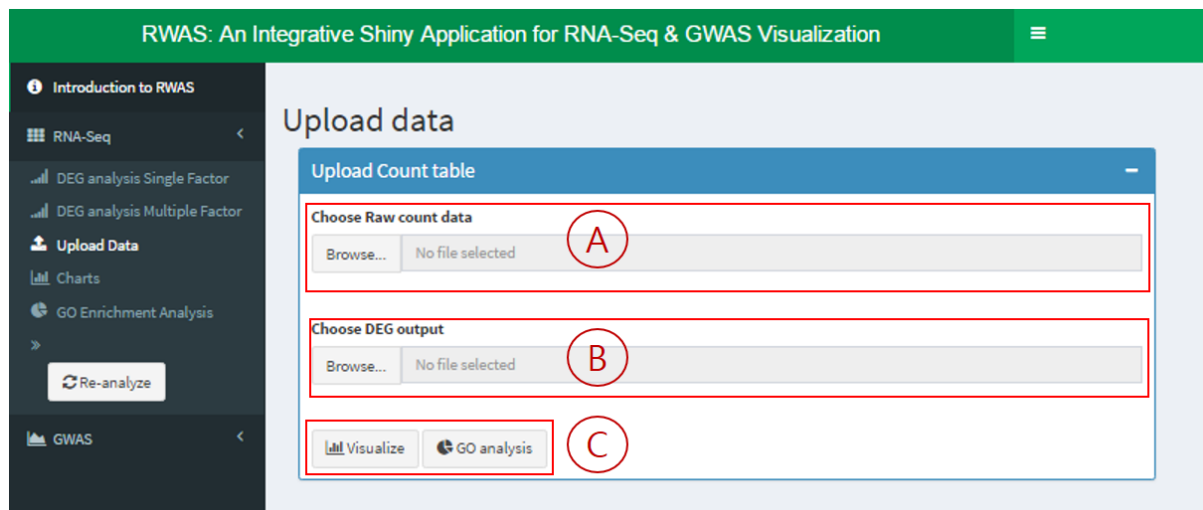 RWAS: An Integrative Shiny Application for RNA-Seq & GWAS Visualization
Introduction to RWAS
RNA-Seq
DEG analysis Single Factor
DEG analysis Multiple Factor
Upload Data
Charts
GO Enrichment Analysis
Re-analyze
GWAS
Upload data
Upload Count table
Choose Raw count data
Browse... No file selected
A
Choose DEG output
Browse... No file selected
B
Visualize GO analysis
C